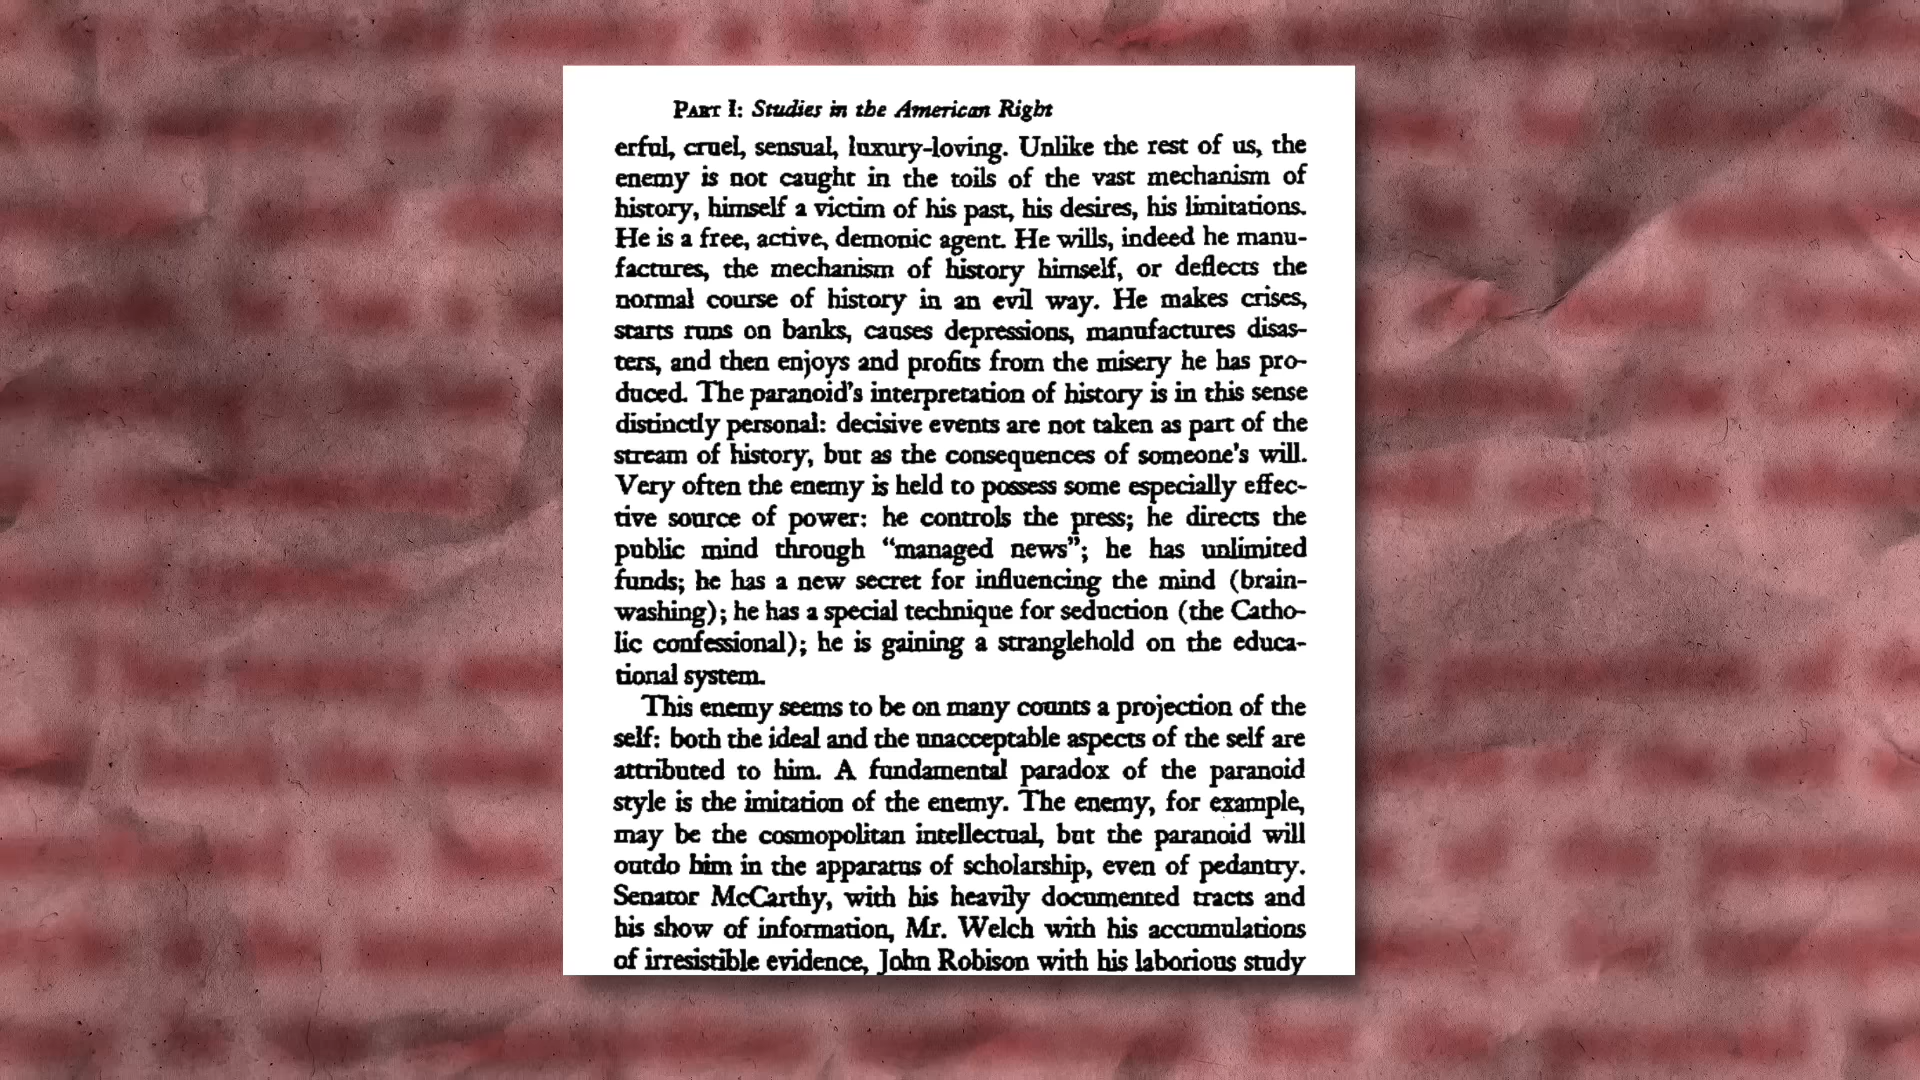 PART I: Studies in the American Right
erful, cruel, sensual, luxury-loving. Unlike the rest of us, the
enemy is not caught in the toils of the vast mechanism of
history, himself a victim of his past, his desires, his limitations.
He is a free, active, demonic agent. He wills, indeed he manu-
factures, the mechanism of history himself, or deflects the
normal course of history in an evil way. He makes crises,
starts runs on banks, causes depressions, manufactures disas-
ters, and then enjoys and profits from the misery he has pro-
duced. The paranoid's interpretation of history is in this sense
distinctly personal: decisive events are not taken as part of the
stream of history, but as the consequences of someone's will.
Very often the enemy is held to possess some especially effec-
tive source of power: he controls the press; he directs the
public mind through “managed news”; he has unlimited
funds; he has a new secret for influencing the mind (brain-
washing); he has a special technique for seduction (the Catho-
lic confessional); he is gaining a stranglehold on the educa-
tional system.
This enemy seems to be on many counts a projection of the
self: both the ideal and the unacceptable aspects of the self are
attributed to him. A fundamental paradox of the paranoid
style is the imitation of the enemy. The enemy, for example,
may be the cosmopolitan intellectual, but the paranoid will
outdo him in the apparatus of scholarship, even of pedantry.
Senator McCarthy, with his heavily documented tracts and
his show of information, Mr. Welch with his accumulations
of irresistible evidence, John Robison with his laborious study